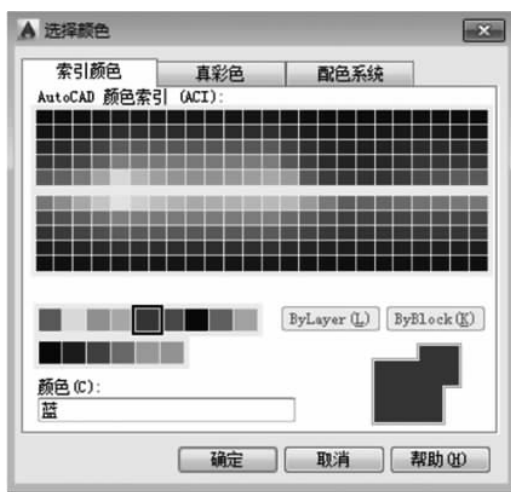 选择颜色
索引颜色 真彩色 配色系统
AutoCAD 颜色索引 (ACI):
ByLayer(L) ByBlock(K)
颜色(C):
蓝
确定 取消 帮助(H)